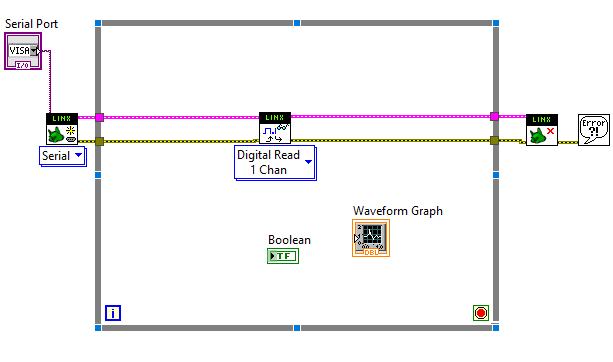 Serial Port
VISA
I/O
LINX
LINX
LINX
Error
?!
Serial
Digital Read
1 Chan
Waveform Graph
DBL
Boolean
TF
i